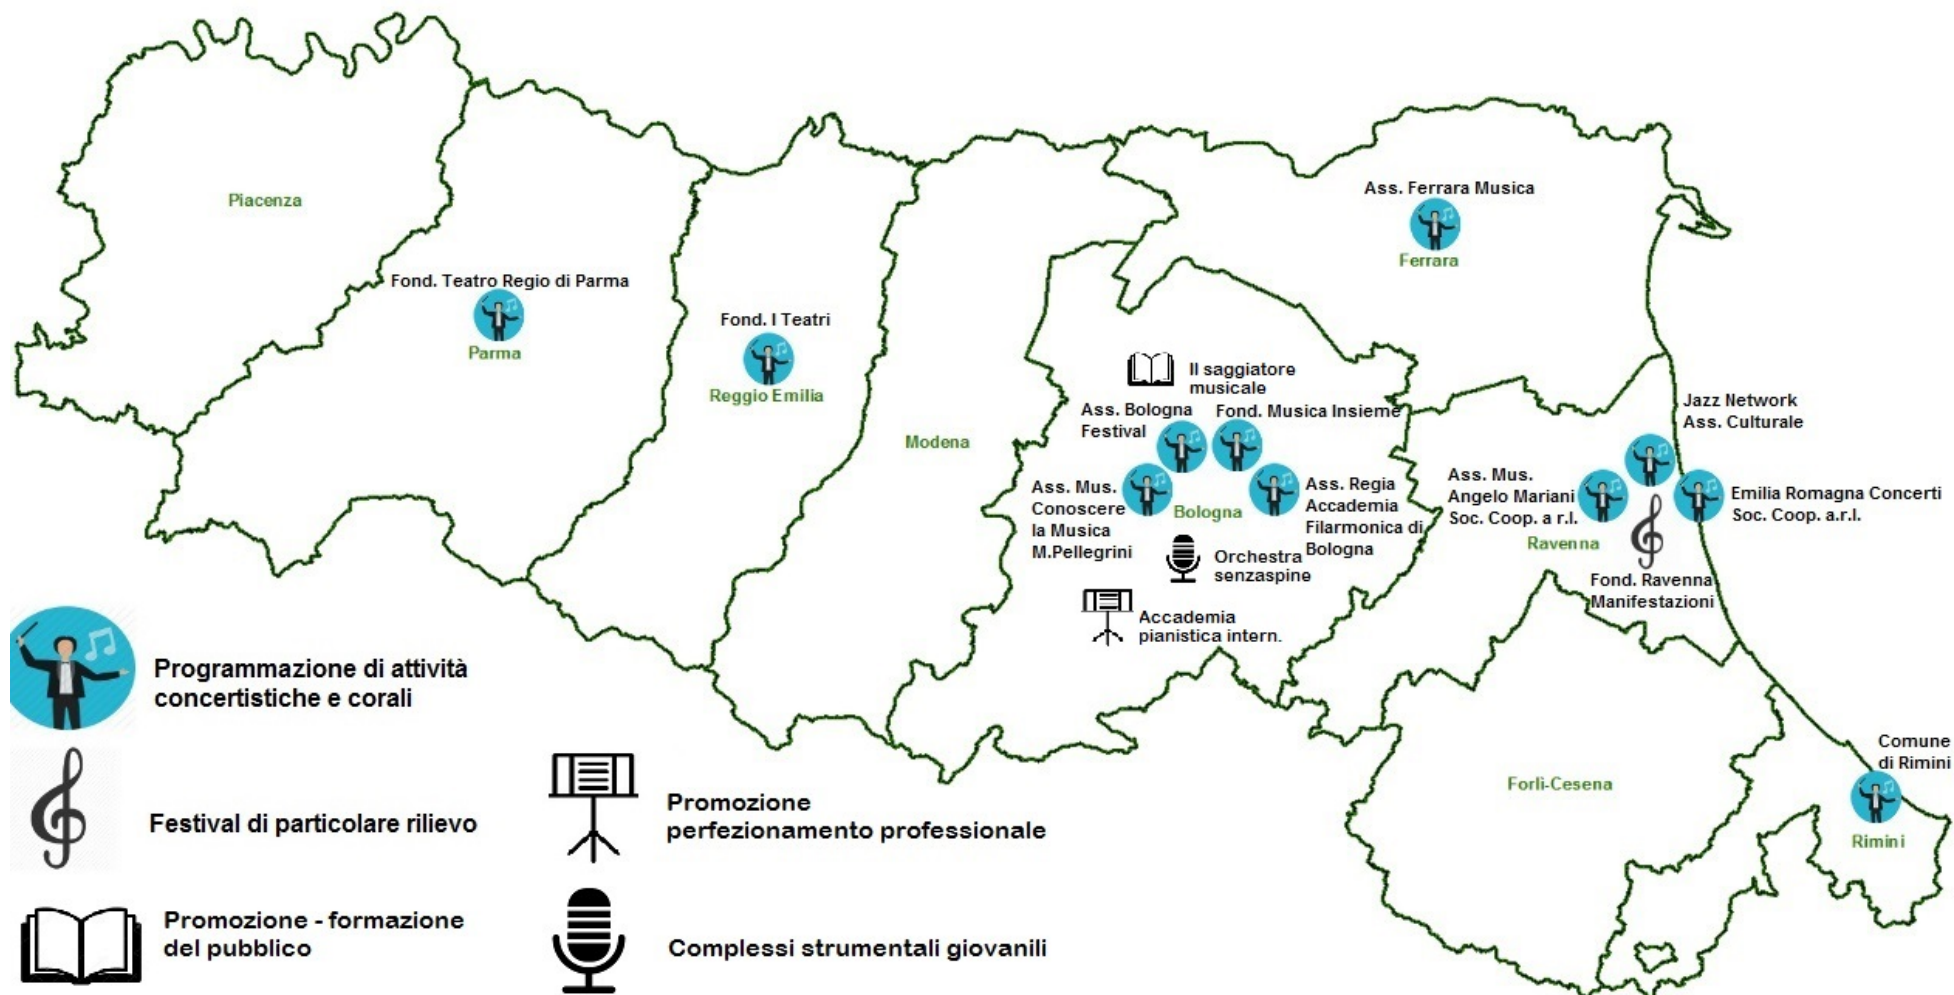 Piacenza
Fond. Teatro Regio di Parma
Parma
Fond. I Teatri
Reggio Emilia
Modena
Ass. Ferrara Musica
Ferrara
Il saggiatore
musicale
Ass. Bologna
Festival
Fond. Musica Insieme
Ass. Mus.
Conoscere
la Musica
M.Pellegrini
Bologna
Ass. Regia
Accademia
Filarmonica di
Bologna
Orchestra
senzaspine
Accademia
pianistica intern.
Jazz Network
Ass. Culturale
Ass. Mus.
Angelo Mariani
Soc. Coop. a r.l.
Ravenna
Emilia Romagna Concerti
Soc. Coop. a.r.l.
Fond. Ravenna
Manifestazioni
Forlì-Cesena
Comune
di Rimini
Rimini
Programmazione di attività
concertistiche e corali
Festival di particolare rilievo
Promozione - formazione
del pubblico
Promozione
perfezionamento professionale
Complessi strumentali giovanili